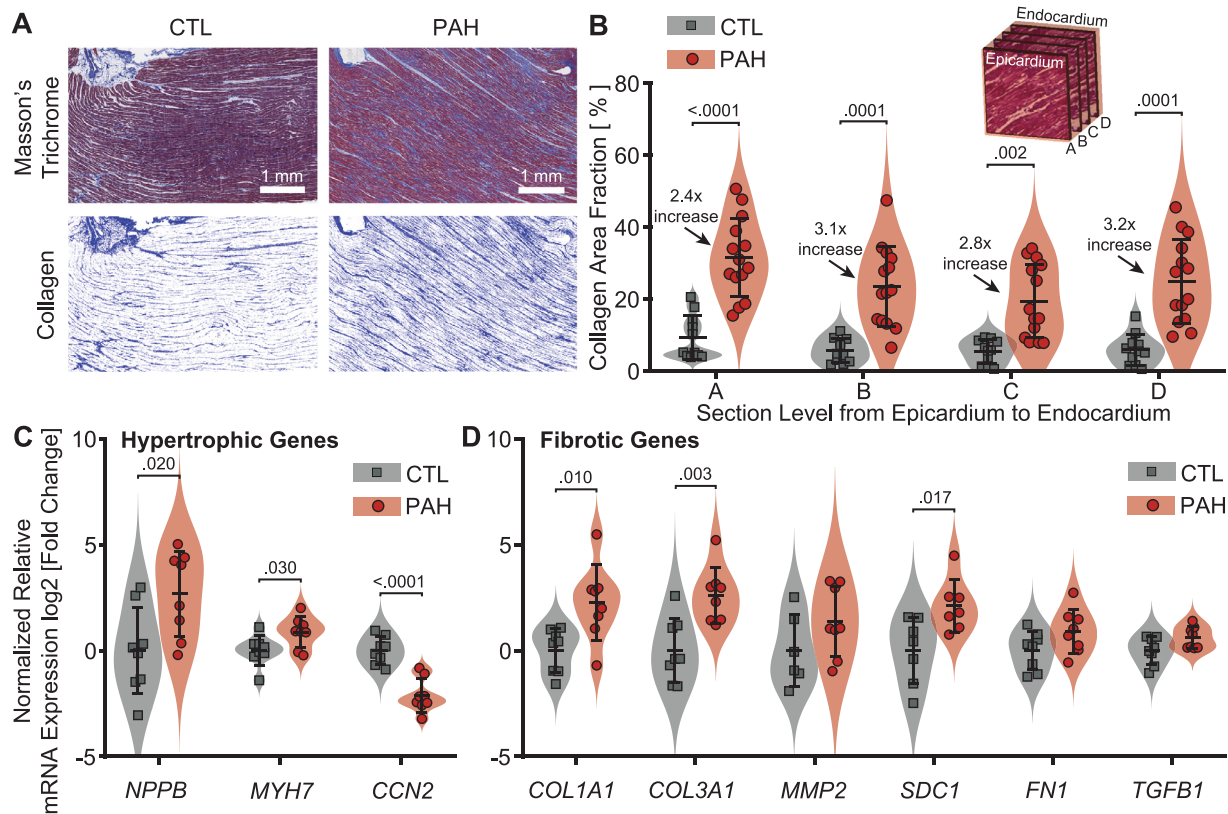 A
CTL
PAH
Masson's
Trichrome
1 mm
1 mm
Collagen
B
CTL
PAH
Endocardium
Epicardium
A
B
C
D
Collagen Area Fraction [ % ]
80
60
40
20
0
<.0001
.0001
.002
.0001
2.4x
increase
3.1x
increase
2.8x
increase
3.2x
increase
A
B
C
D
Section Level from Epicardium to Endocardium
C
Hypertrophic Genes
CTL
PAH
Normalized Relative
mRNA Expression log2 [Fold Change]
10
5
0
-5
.020
.030
<.0001
NPPB
MYH7
CCN2
D
Fibrotic Genes
CTL
PAH
10
5
0
-5
.010
.003
.017
COL1A1
COL3A1
MMP2
SDC1
FN1
TGFB1